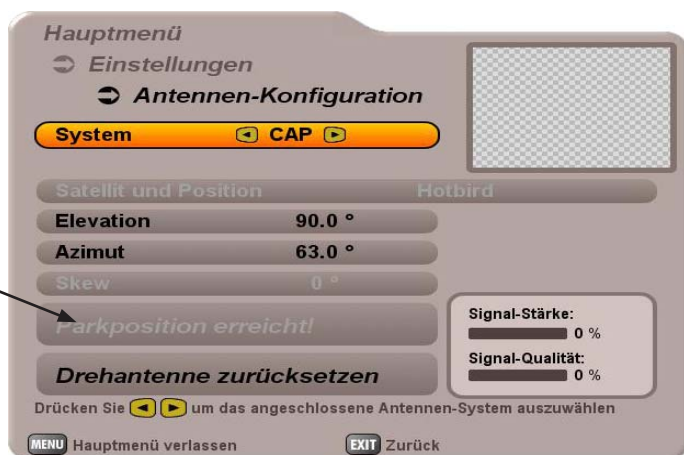 Hauptmenü
Einstellungen
Antennen-Konfiguration
System CAP
Satellit und Position Hotbird
Elevation 90.0 °
Azimut 63.0 °
Skew 0 °
Parkposition erreicht!
Drehantenne zurücksetzen
Signal-Stärke:
0 %
Signal-Qualität:
0 %
Drücken Sie um das angeschlossene Antennen-System auszuwählen
MENU Hauptmenü verlassen EXIT Zurück